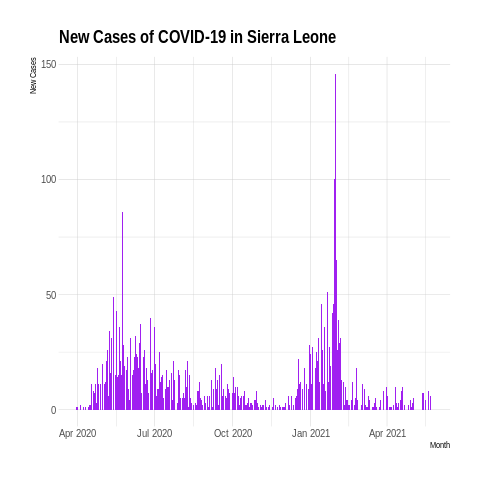 New Cases of COVID-19 in Sierra Leone
New Cases
150
100
50
0
Apr 2020 Jul 2020 Oct 2020 Jan 2021 Apr 2021
Month